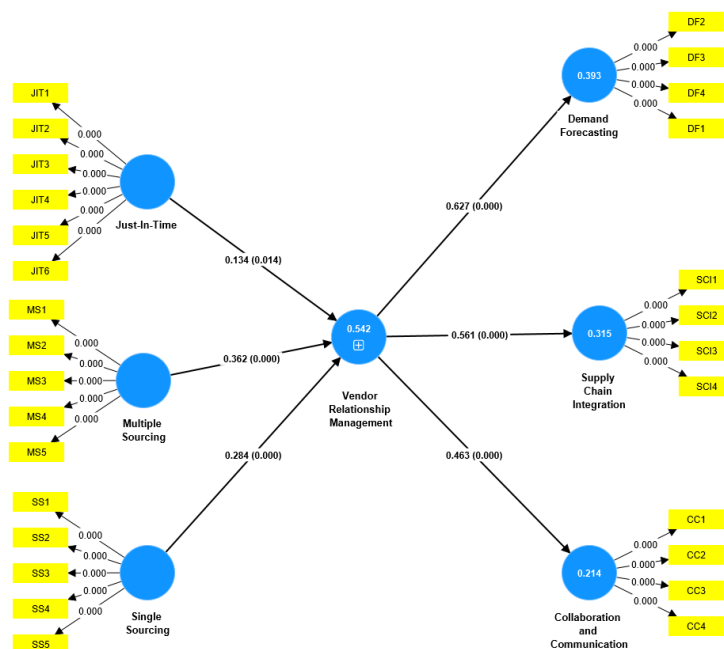 DF2
0.000
DF3
0.000
0.393
0.000
DF4
0.000
DF1
Demand
Forecasting
JIT1
0.000
JIT2
0.000
JIT3
0.000
JIT4
0.000
JIT5
0.000
0.000
JIT6
Just-In-Time
0.627 (0.000)
0.134 (0.014)
SCI1
0.000
SCI2
0.000
0.315
0.000
SCI3
0.000
SCI4
Supply
Chain
Integration
MS1
0.000
MS2
0.000
MS3
0.000
MS4
0.000
0.000
MS5
Multiple
Sourcing
0.542
0.561 (0.000)
0.362 (0.000)
Vendor
Relationship
Management
0.284 (0.000)
0.463 (0.000)
SS1
0.000
SS2
0.000
SS3
0.000
SS4
0.000
0.000
SS5
Single
Sourcing
CC1
0.000
CC2
0.000
0.214
0.000
CC3
0.000
CC4
Collaboration
and
Communication